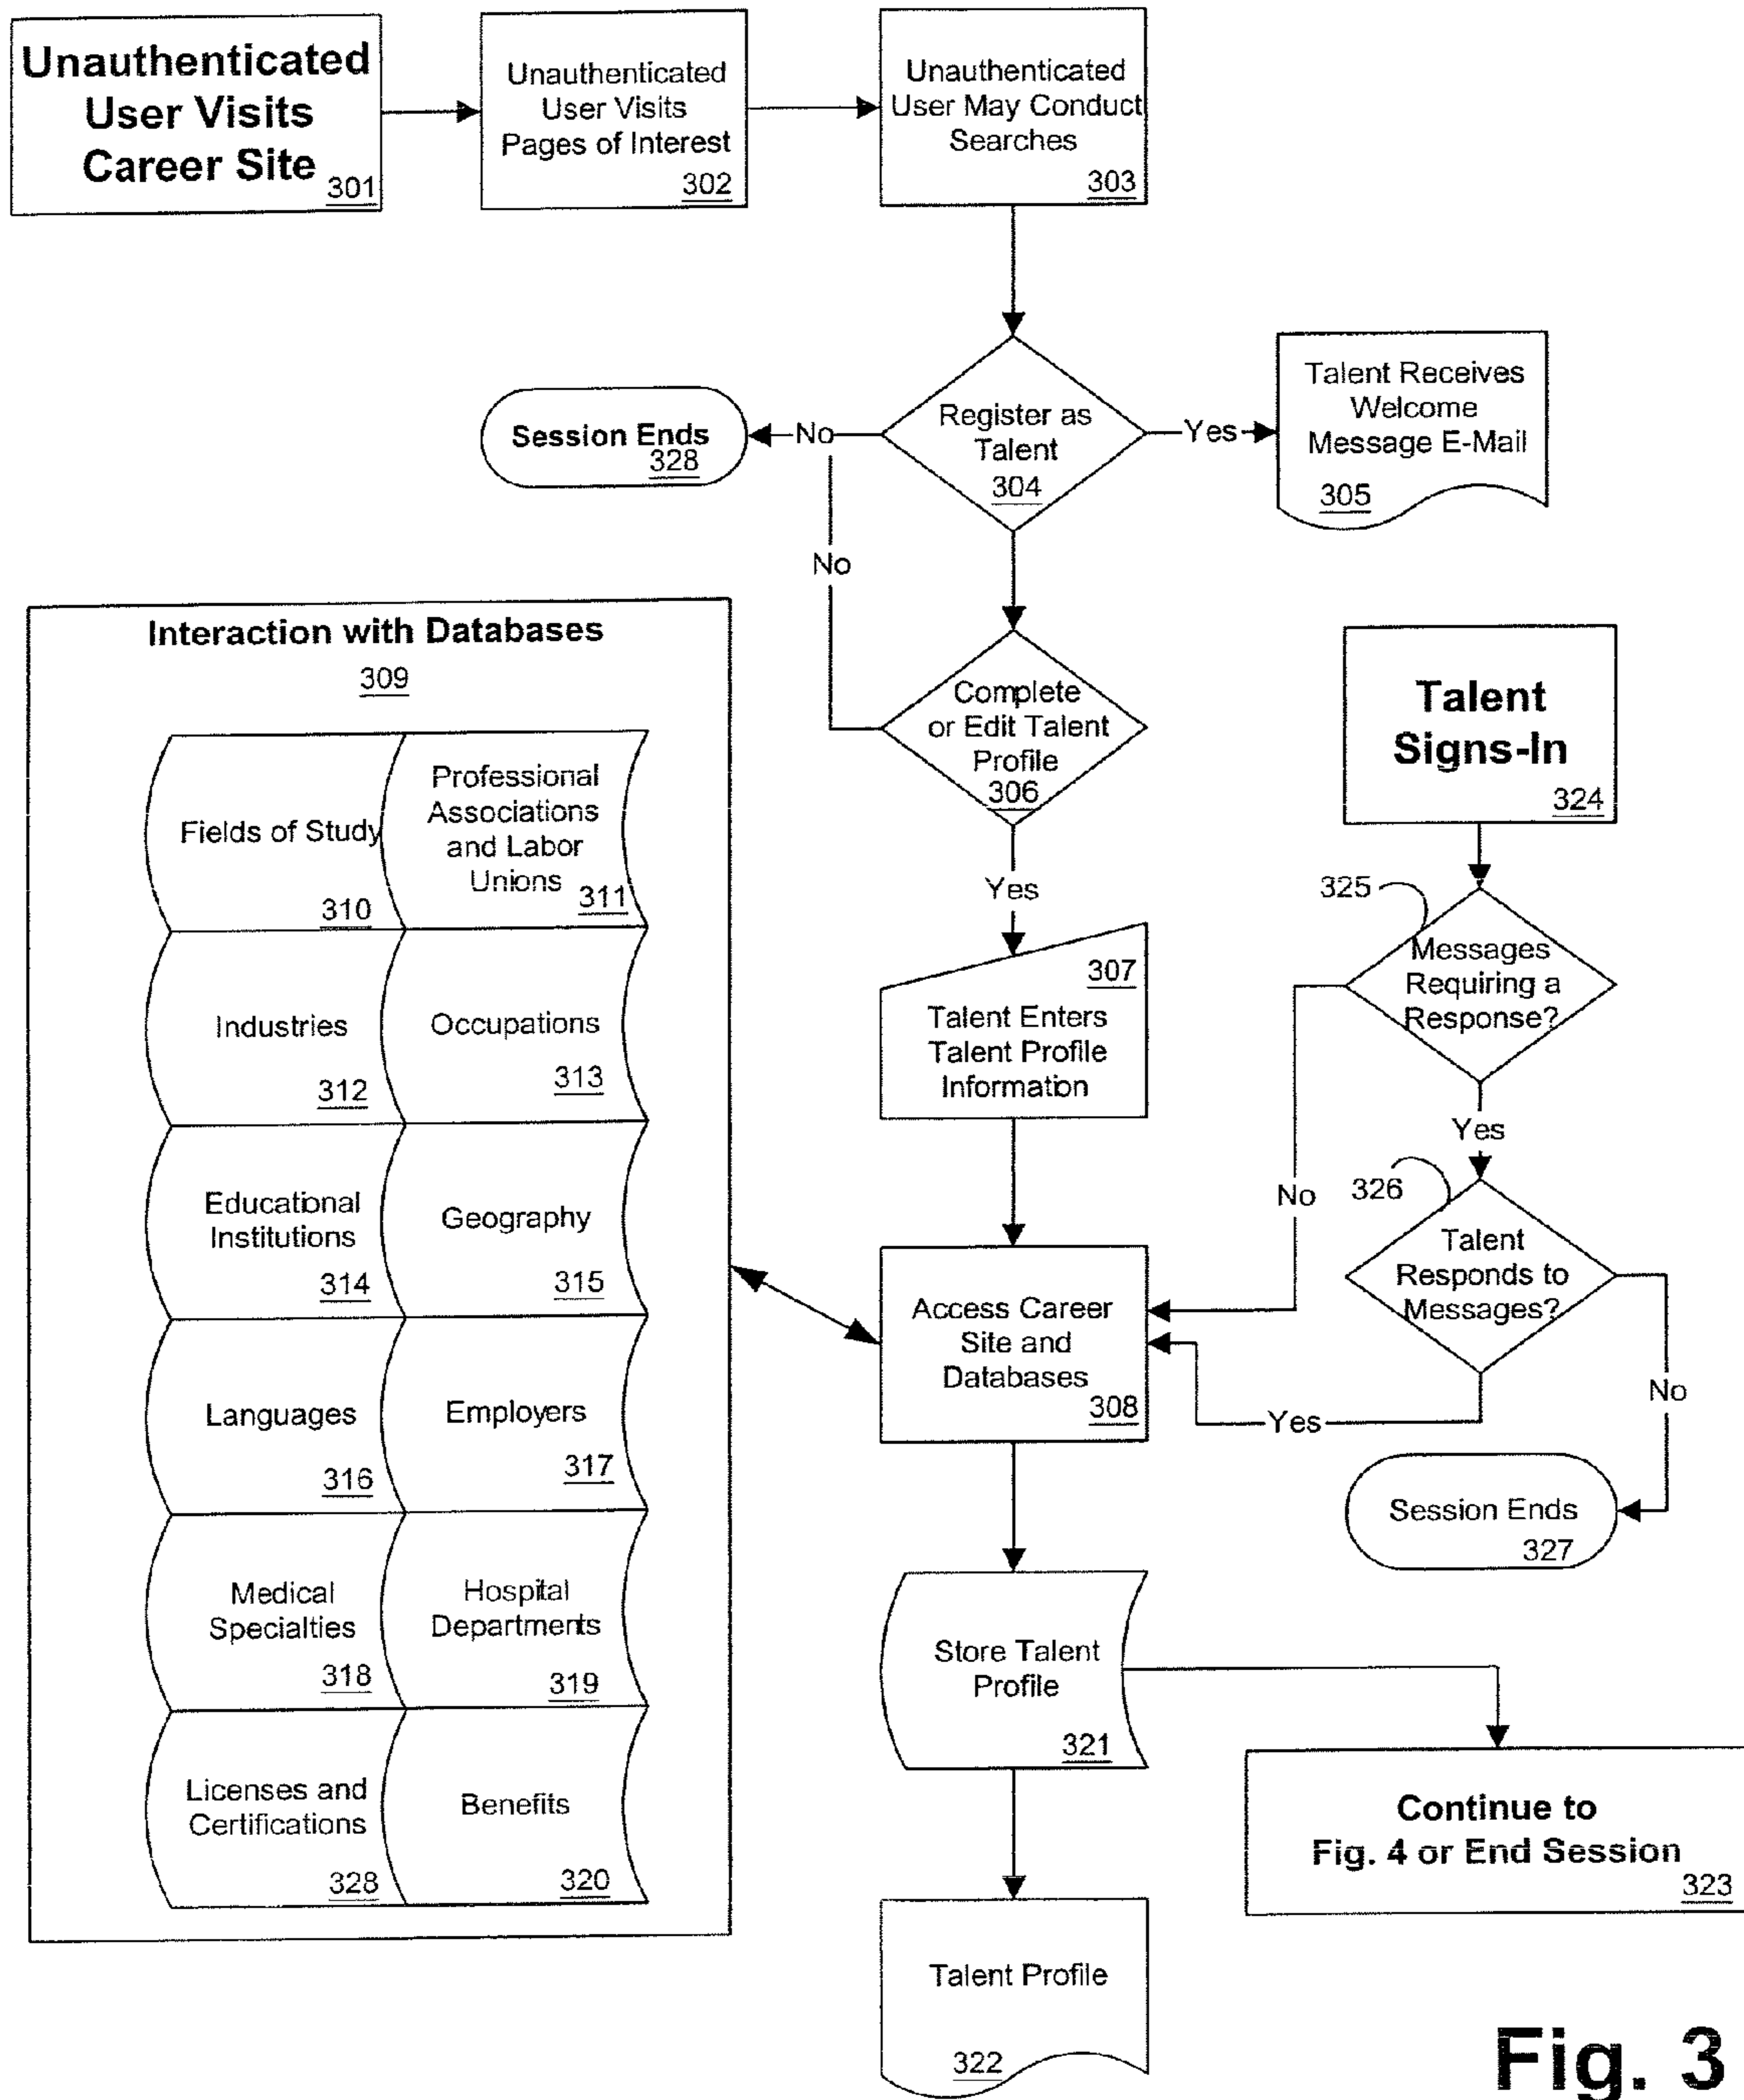 Unauthenticated
User Visits
Career Site
301
Unauthenticated
User Visits
Pages of Interest
302
Unauthenticated
User May Conduct
Searches
303
Register as
Talent
304
No
Session Ends
328
Yes
Talent Receives
Welcome
Message E-Mail
305
No
Complete
or Edit Talent
Profile
306
Yes
307
Talent Enters
Talent Profile
Information
Interaction with Databases
309
Fields of Study
310
Professional
Associations
and Labor
Unions
311
Industries
312
Occupations
313
Educational
Institutions
314
Geography
315
Languages
316
Employers
317
Medical
Specialties
318
Hospital
Departments
319
Licenses and
Certifications
328
Benefits
320
Access Career
Site and
Databases
308
Talent
Signs-In
324
325
Messages
Requiring a
Response?
No
Yes
326
Talent
Responds to
Messages?
Yes
No
Session Ends
327
Store Talent
Profile
321
Continue to
Fig. 4 or End Session
323
Talent Profile
322
Fig. 3